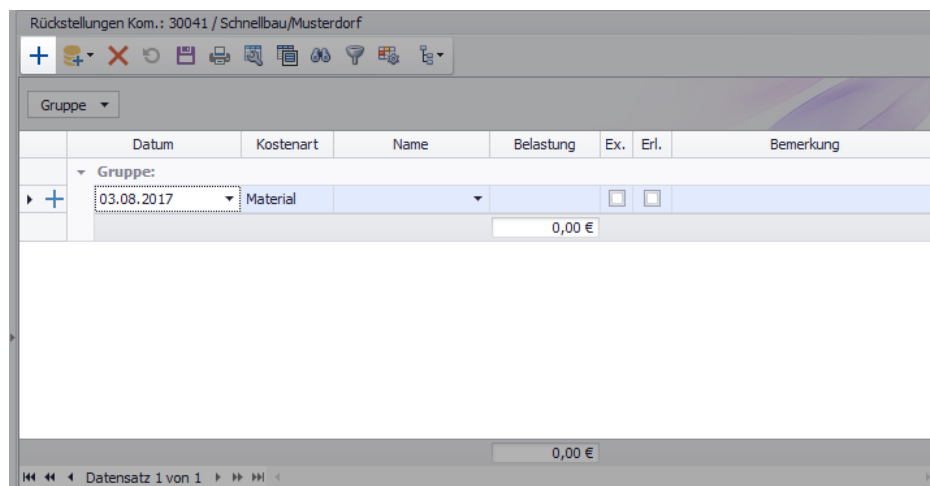 Rückstellungen Kom.: 30041 / Schnellbau/Musterdorf
Gruppe
Datum Kostenart Name Belastung Ex. Erl. Bemerkung
Gruppe:
03.08.2017 Material
0,00 €
0,00 €
Datensatz 1 von 1